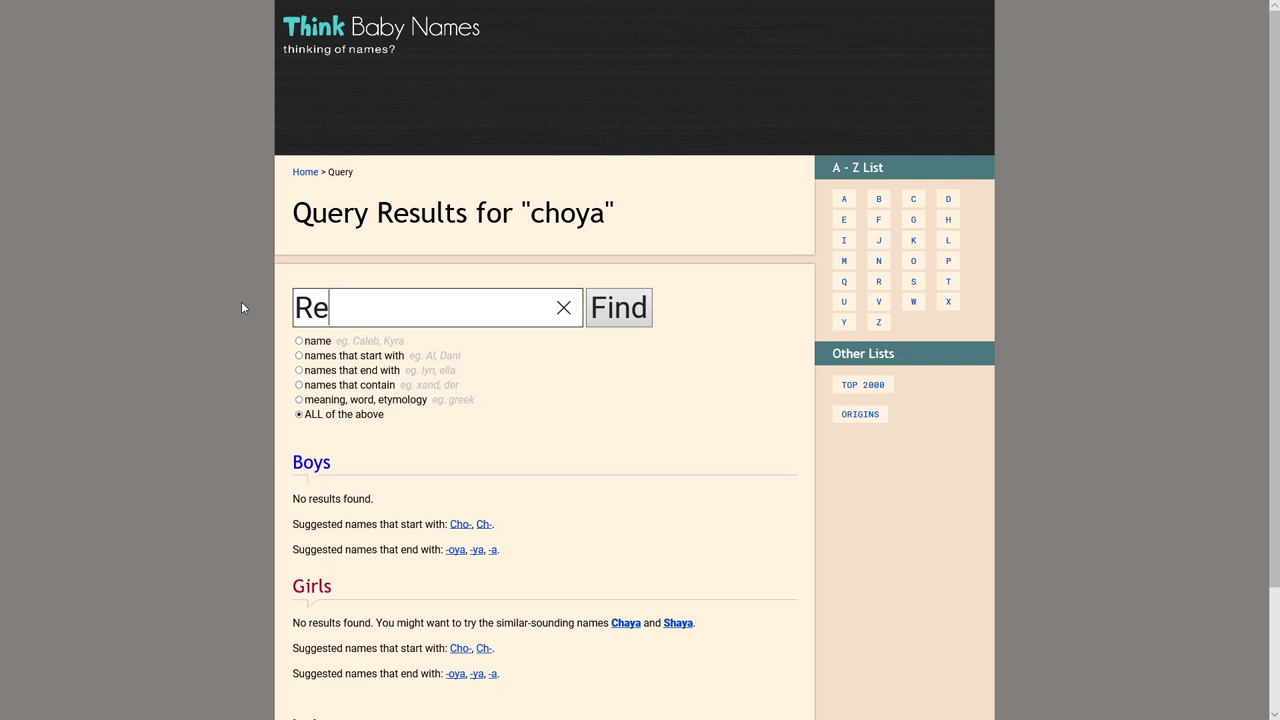 Think Baby Names
thinking of names?
Home > Query
Query Results for "choya"
Re
Find
name eg. Caleb, Kyra
names that start with eg. Al, Dani
names that end with eg. lyn, ella
names that contain eg. xand, der
meaning, word, etymology eg. greek
ALL of the above
Boys
No results found.
Suggested names that start with: Cho-, Ch-.
Suggested names that end with: -oya, -ya, -a.
Girls
No results found. You might want to try the similar-sounding names Chaya and Shaya.
Suggested names that start with: Cho-, Ch-.
Suggested names that end with: -oya, -ya, -a.
A - Z List
A B C D
E F G H
I J K L
M N O P
Q R S T
U V W X
Y Z
Other Lists
TOP 2000
ORIGINS